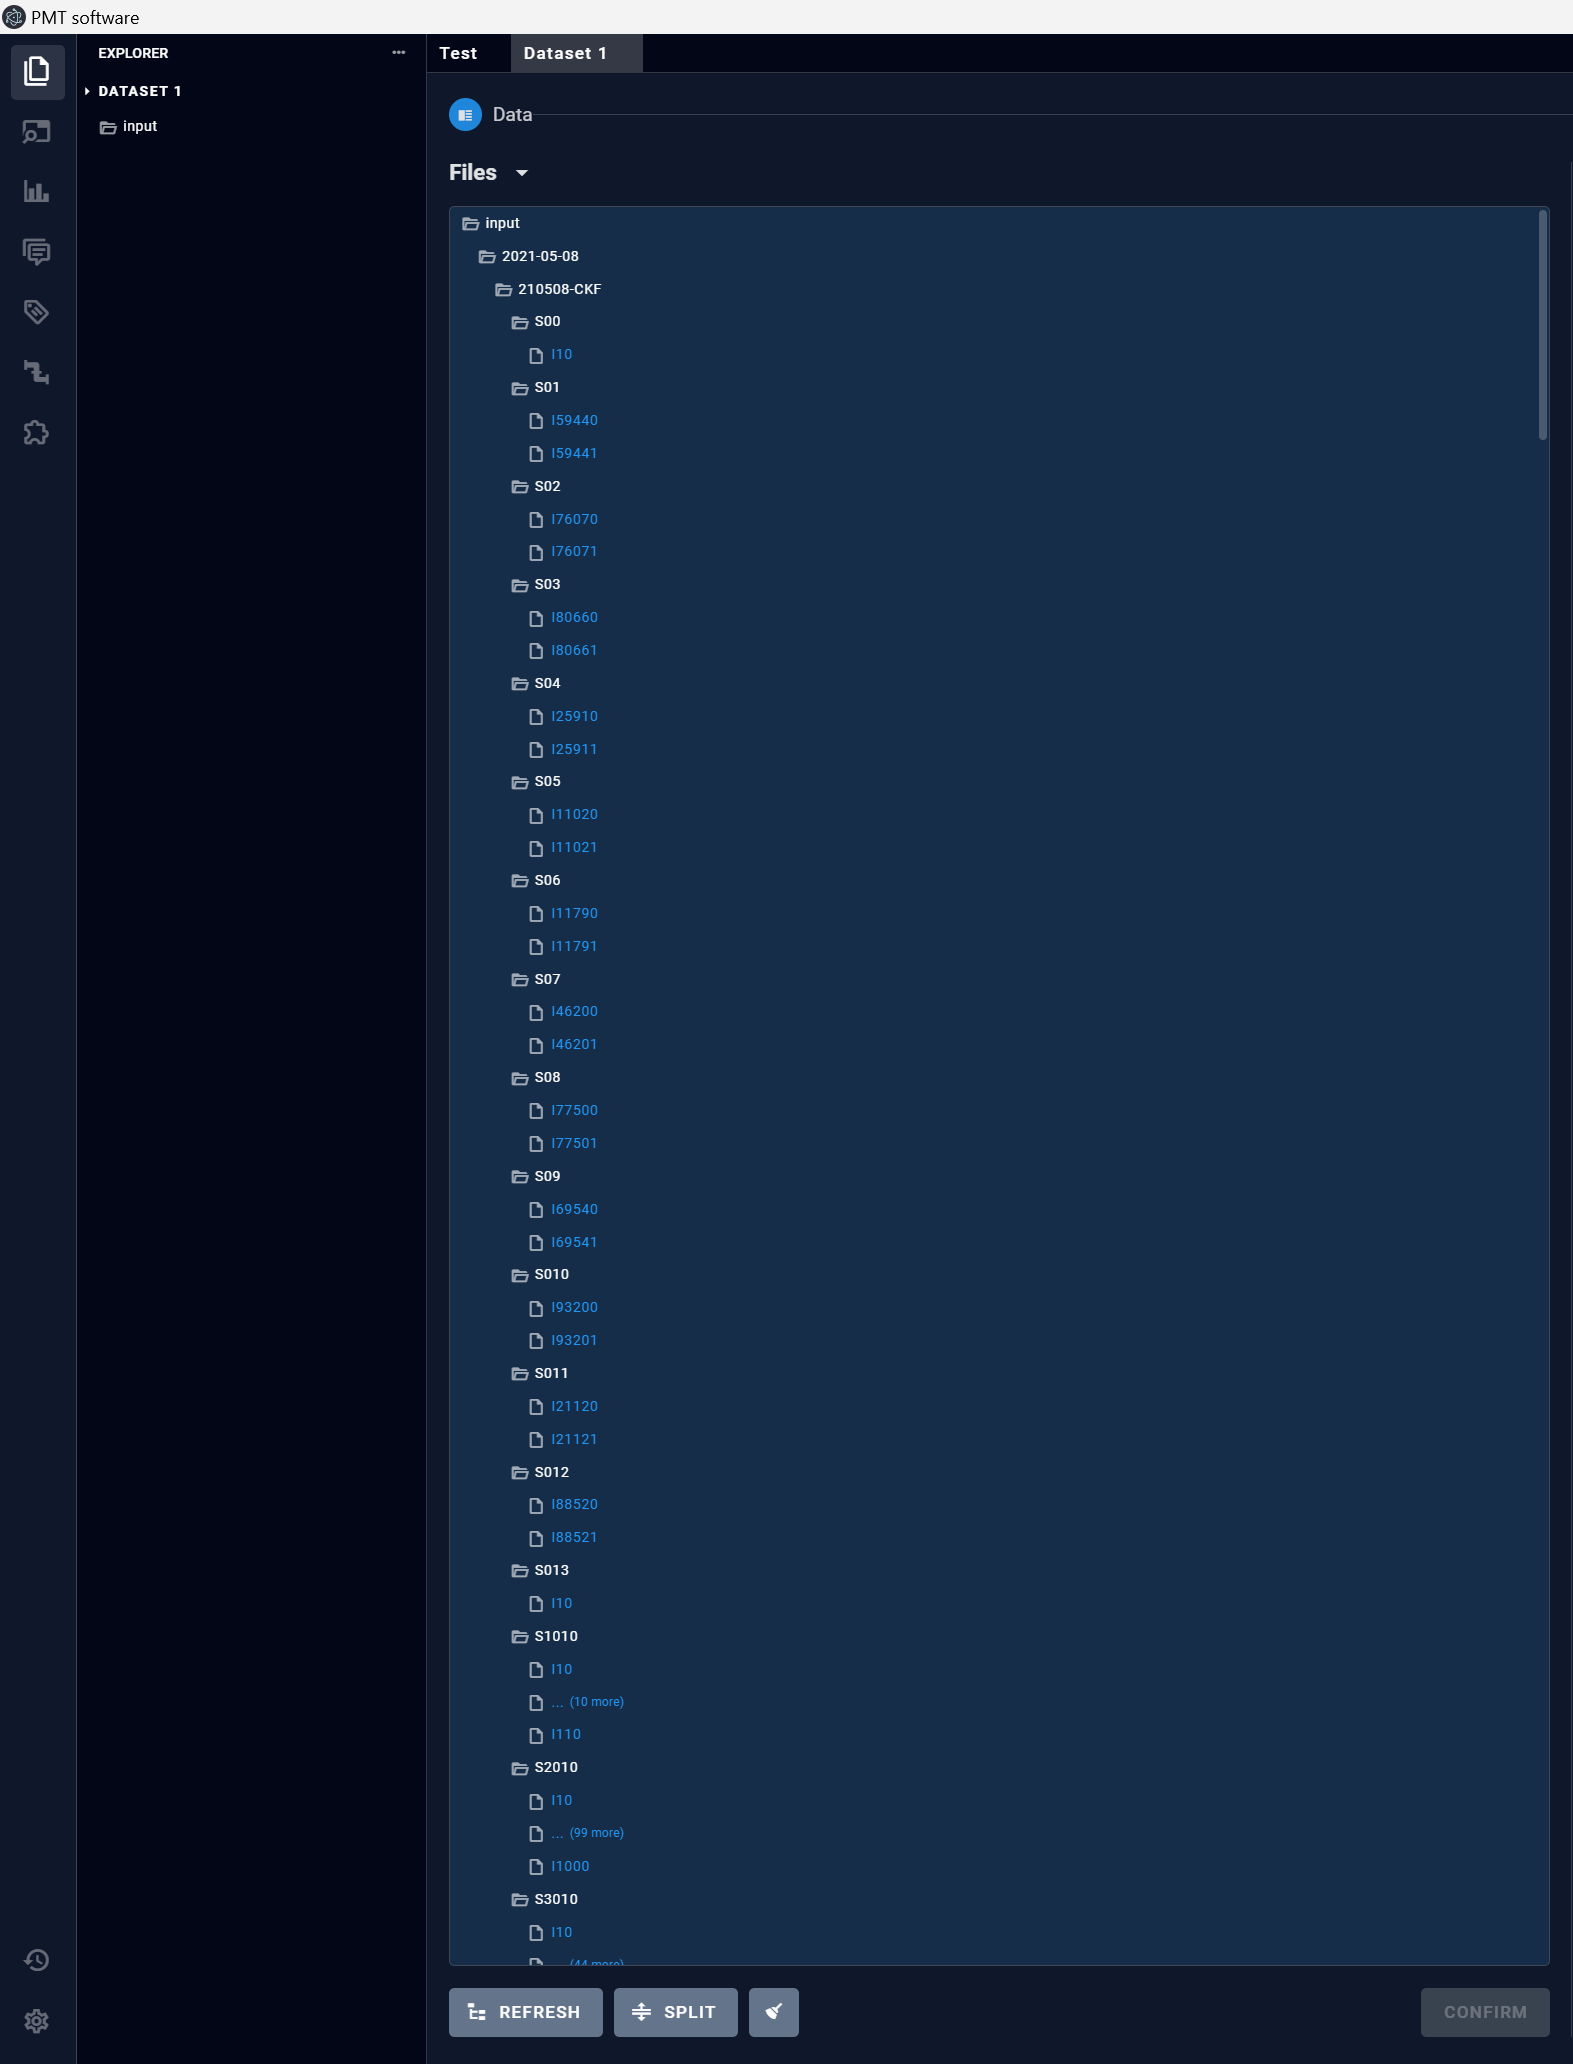 PMT software
EXPLORER
DATASET 1
input
Test
Dataset 1
Data
Files
input
2021-05-08
210508-CKF
S00
I10
S01
I59440
I59441
S02
I76070
I76071
S03
I80660
I80661
S04
I25910
I25911
S05
I11020
I11021
S06
I11790
I11791
S07
I46200
I46201
S08
I77500
I77501
S09
I69540
I69541
S010
I93200
I93201
S011
I21120
I21121
S012
I88520
I88521
S013
I10
S1010
I10
... (10 more)
I110
S2010
I10
... (99 more)
I1000
S3010
I10
(44 more)
REFRESH
SPLIT
CONFIRM